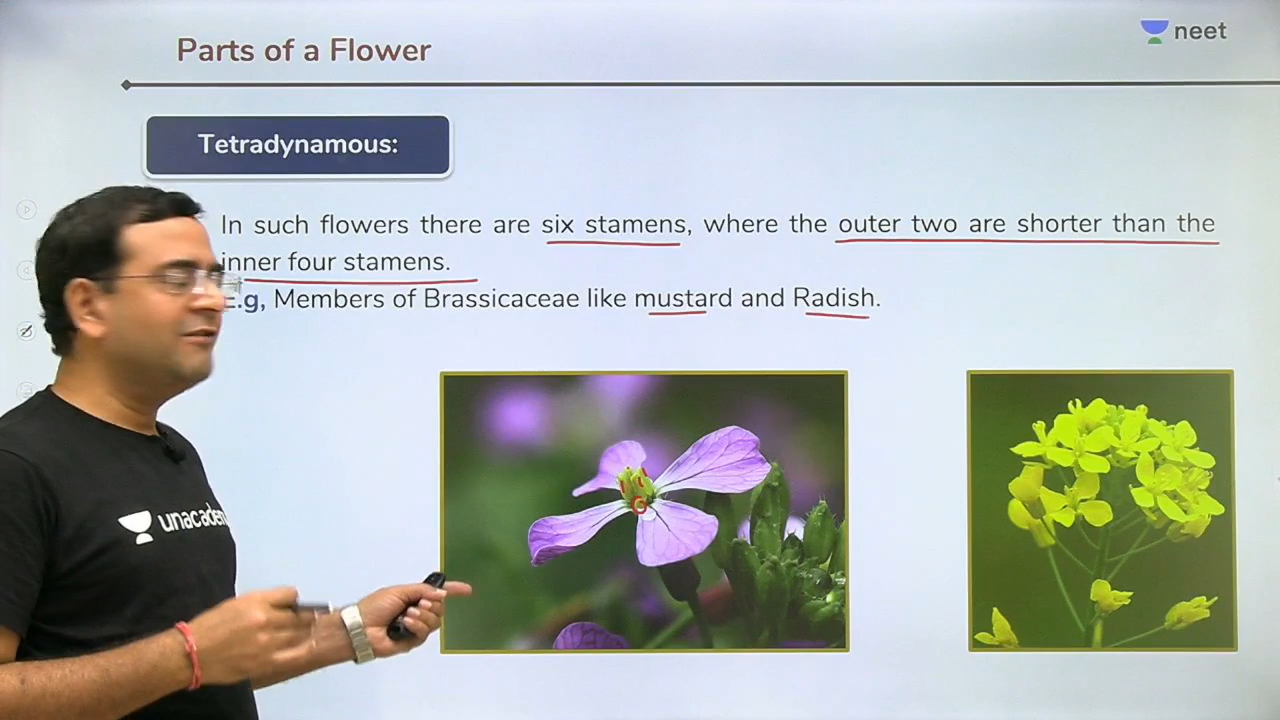 neet
Parts of a Flower
Tetradynamous:
In such flowers there are six stamens, where the outer two are shorter than the
inner four stamens.
E.g, Members of Brassicaceae like mustard and Radish.
unacademy